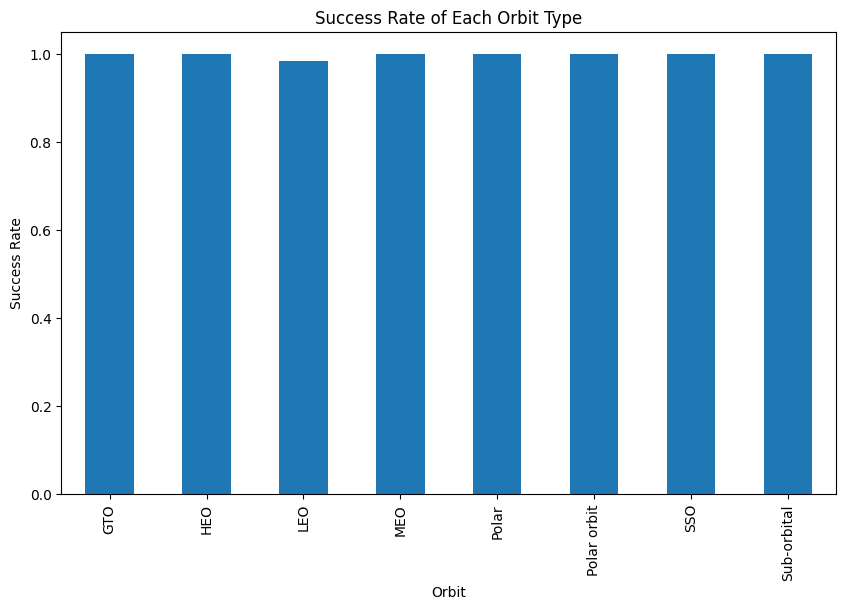 Success Rate of Each Orbit Type
1.0
0.8
0.6
0.4
0.2
0.0
Success Rate
GTO
HEO
LEO
MEO
Polar
Polar orbit
SSO
Sub-orbital
Orbit